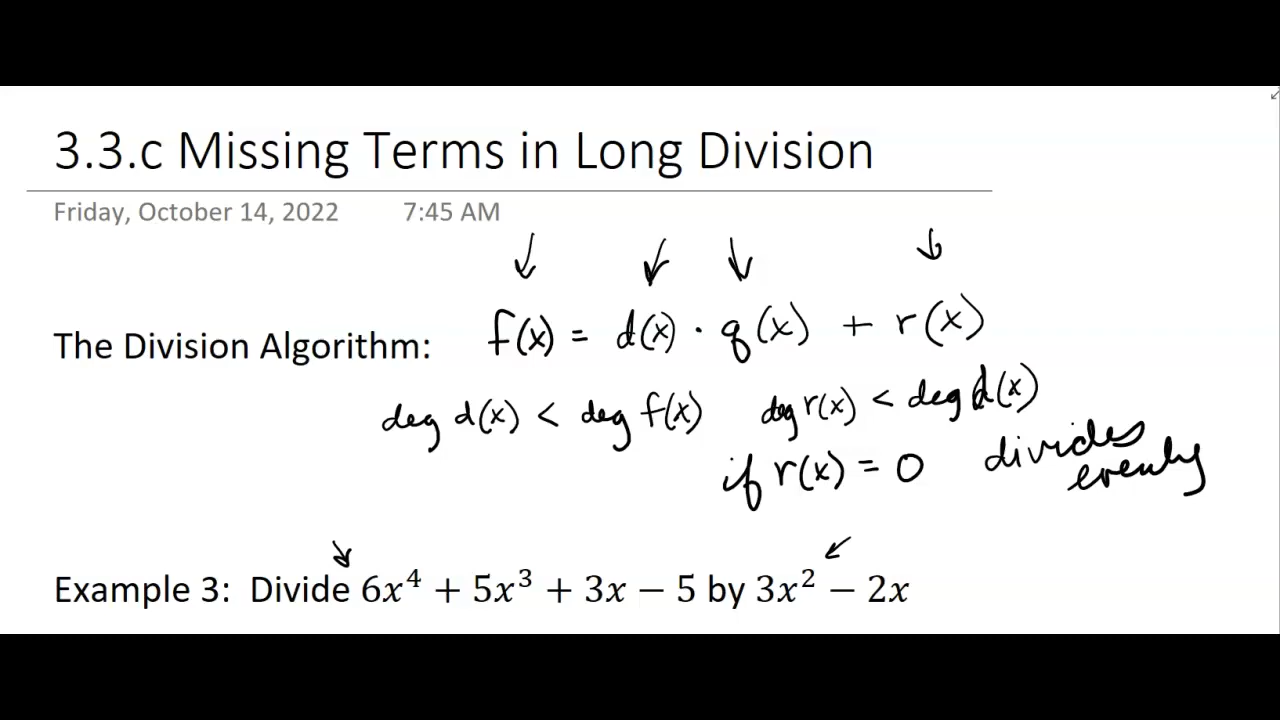 3.3.c Missing Terms in Long Division
Friday, October 14, 2022 7:45 AM
The Division Algorithm: f(x) = d(x) · q(x) + r(x)
deg d(x) < deg f(x) deg r(x) < deg d(x)
if r(x) = 0 divides evenly
Example 3: Divide 6x⁴ + 5x³ + 3x − 5 by 3x² − 2x